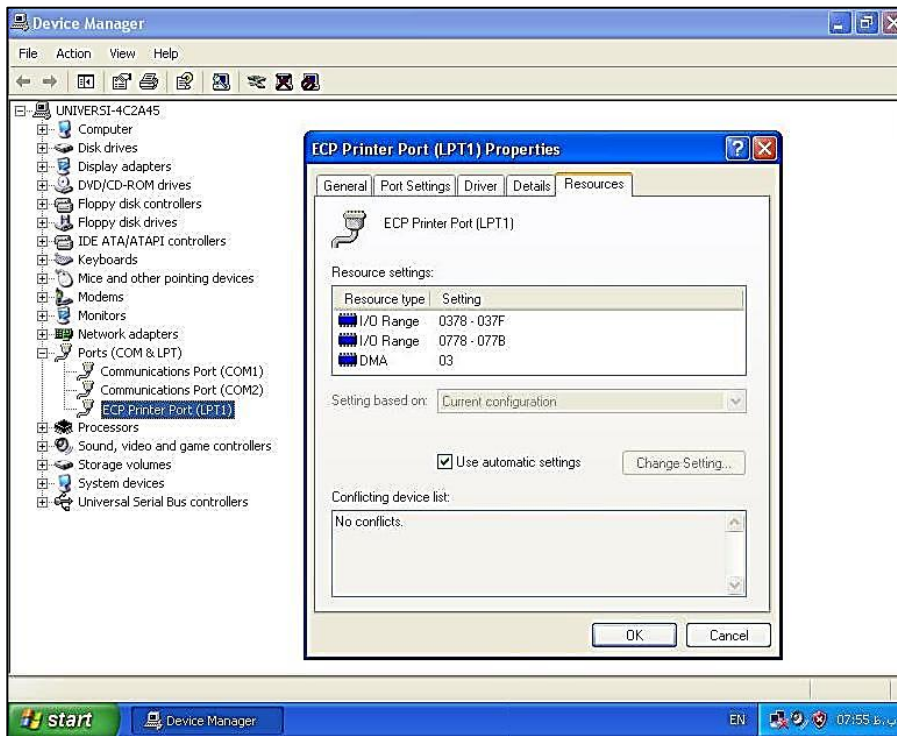 Device Manager
File Action View Help
UNIVERSI-4C2A45
Computer
Disk drives
Display adapters
DVD/CD-ROM drives
Floppy disk controllers
Floppy disk drives
IDE ATA/ATAPI controllers
Keyboards
Mice and other pointing devices
Modems
Monitors
Network adapters
Ports (COM & LPT)
Communications Port (COM1)
Communications Port (COM2)
ECP Printer Port (LPT1)
Processors
Sound, video and game controllers
Storage volumes
System devices
Universal Serial Bus controllers
ECP Printer Port (LPT1) Properties
General Port Settings Driver Details Resources
ECP Printer Port (LPT1)
Resource settings:
Resource type Setting
I/O Range 0378 - 037F
I/O Range 0778 - 077B
DMA 03
Setting based on: Current configuration
Use automatic settings Change Setting...
Conflicting device list:
No conflicts.
OK Cancel
start Device Manager EN 07:55 ب.ظ